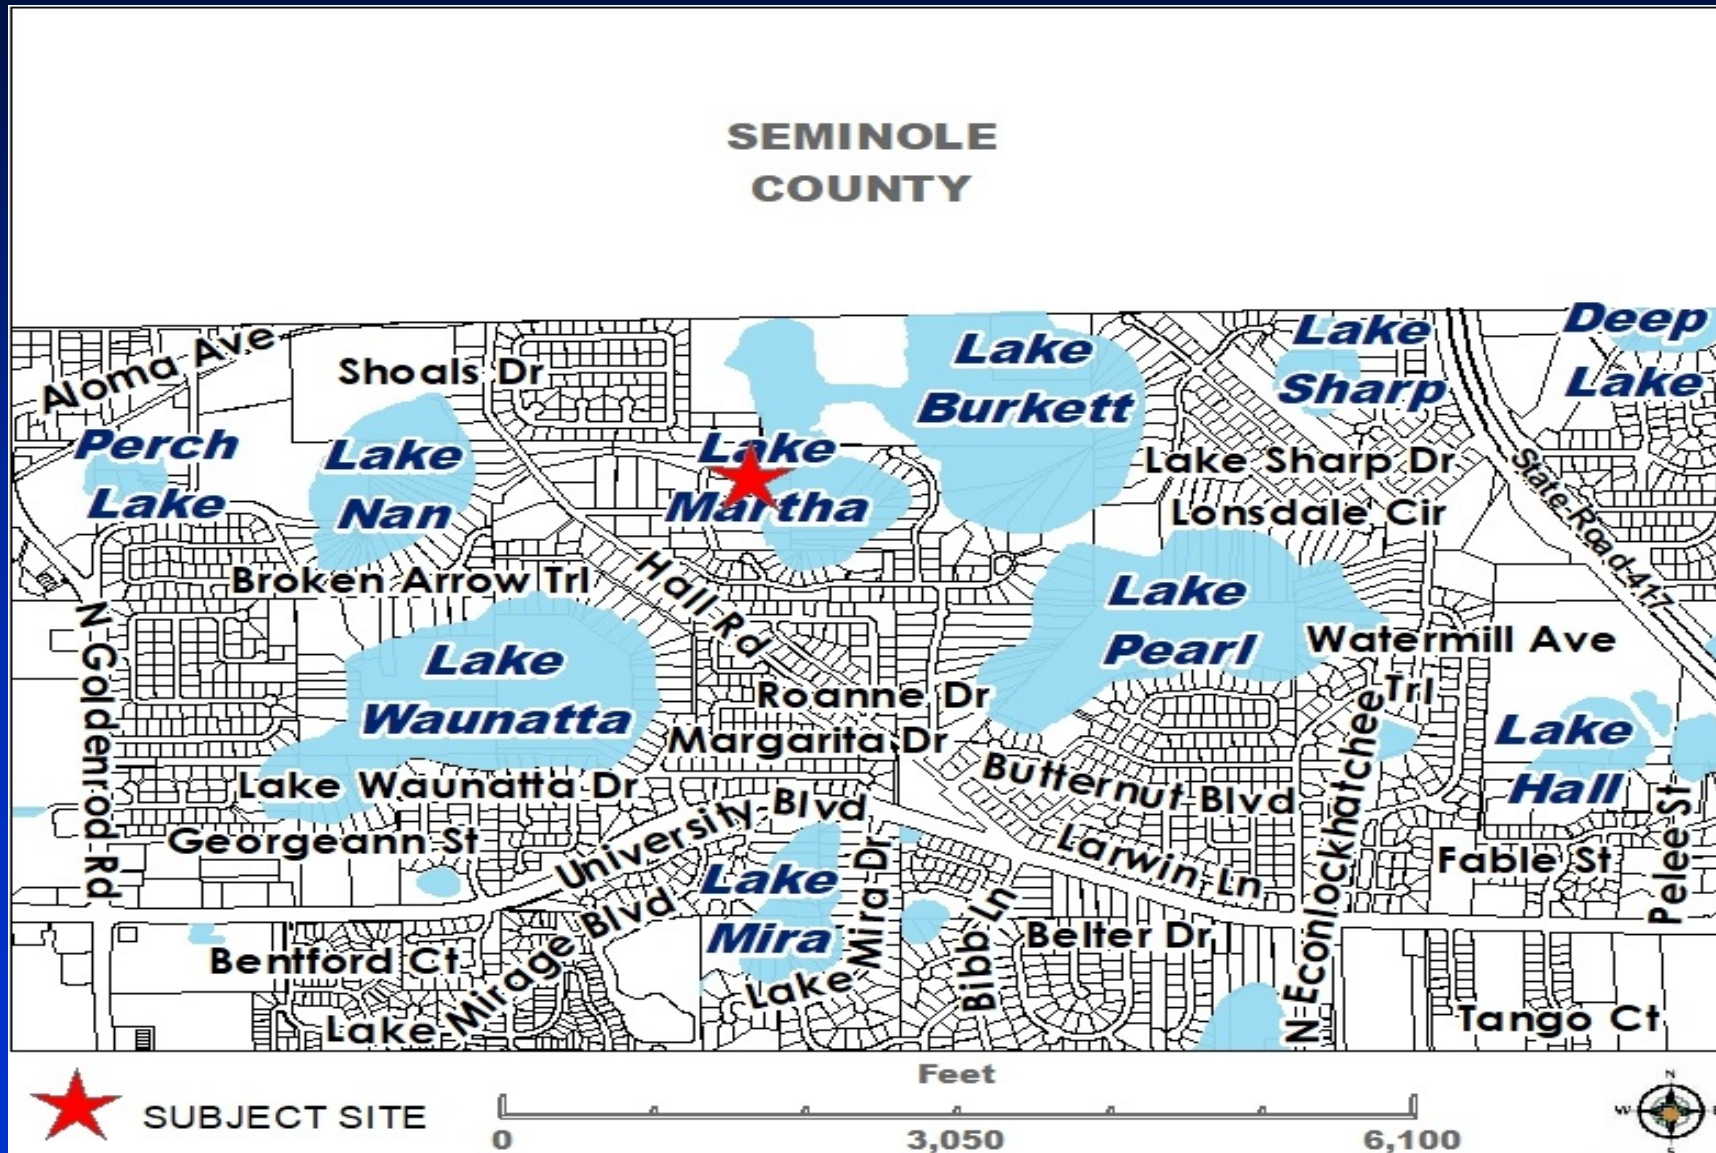 SEMINOLE
COUNTY
Aloma Ave
Shoals Dr
Lake
Burkett
Lake
Sharp
Deep
Lake
Perch
Lake
Lake
Nan
Lake
Martha
Lake Sharp Dr
Lonsdale Cir
State Road 417
Broken Arrow Trl
Hall Rd
Lake
Pearl
N Goldenrod Rd
Lake
Waunatta
Watermill Ave
Roanne Dr
Margarita Dr
N Econlockhatchee Trl
Lake
Hall
Lake Waunatta Dr
Butternut Blvd
University Blvd
Georgeann St
Larwin Ln
Fable St
Pelee St
Lake
Mira
Lake Mira Dr
Bibb Ln
Belter Dr
Bentford Ct
Lake Mirage Blvd
Tango Ct
SUBJECT SITE
Feet
0 3,050 6,100
N
W
S